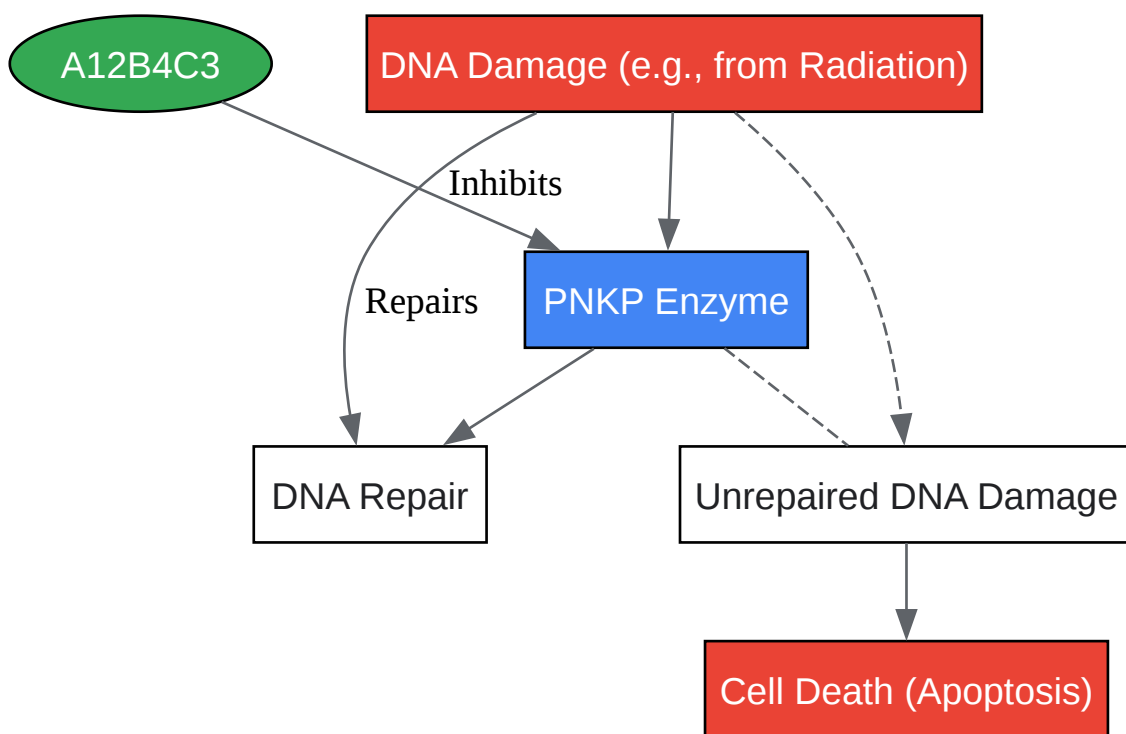 A12B4C3
DNA Damage (e.g., from Radiation)
Inhibits
PNKP Enzyme
Repairs
DNA Repair
Unrepaired DNA Damage
Cell Death (Apoptosis)